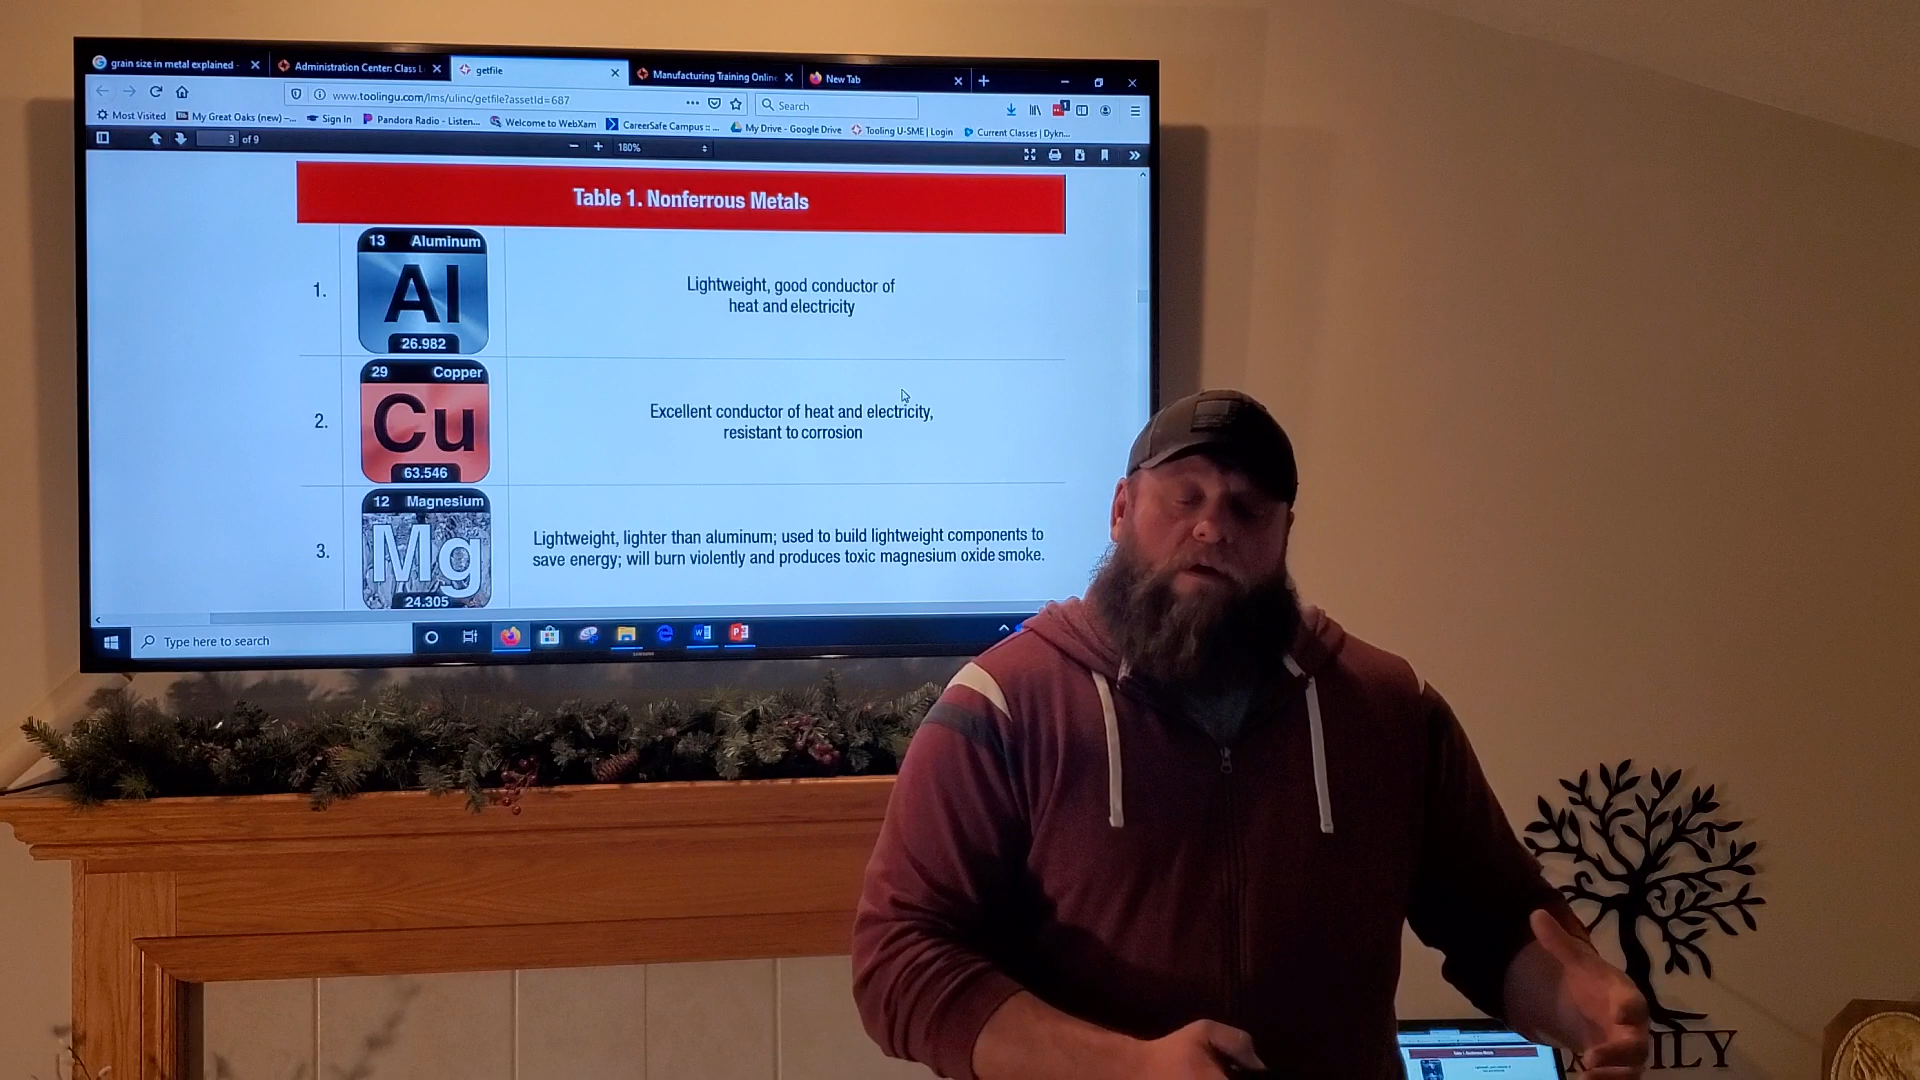 grain size in metal explained -
Administration Center: Class L
getfile
Manufacturing Training Online
New Tab
www.toolingu.com/lms/ulinc/getfile?assetId=687
Search
Most Visited
My Great Oaks (new) –...
Sign In
Pandora Radio - Listen...
Welcome to WebXam
CareerSafe Campus :: ...
My Drive - Google Drive
Tooling U-SME | Login
Current Classes | Dykn...
3 of 9
180%
Table 1. Nonferrous Metals
1.
13 Aluminum
Al
26.982
Lightweight, good conductor of
heat and electricity
2.
29 Copper
Cu
63.546
Excellent conductor of heat and electricity,
resistant to corrosion
3.
12 Magnesium
Mg
24.305
Lightweight, lighter than aluminum; used to build lightweight components to
save energy; will burn violently and produces toxic magnesium oxide smoke.
Type here to search
SAMSUNG
Table 1. Nonferrous Metals
ILY